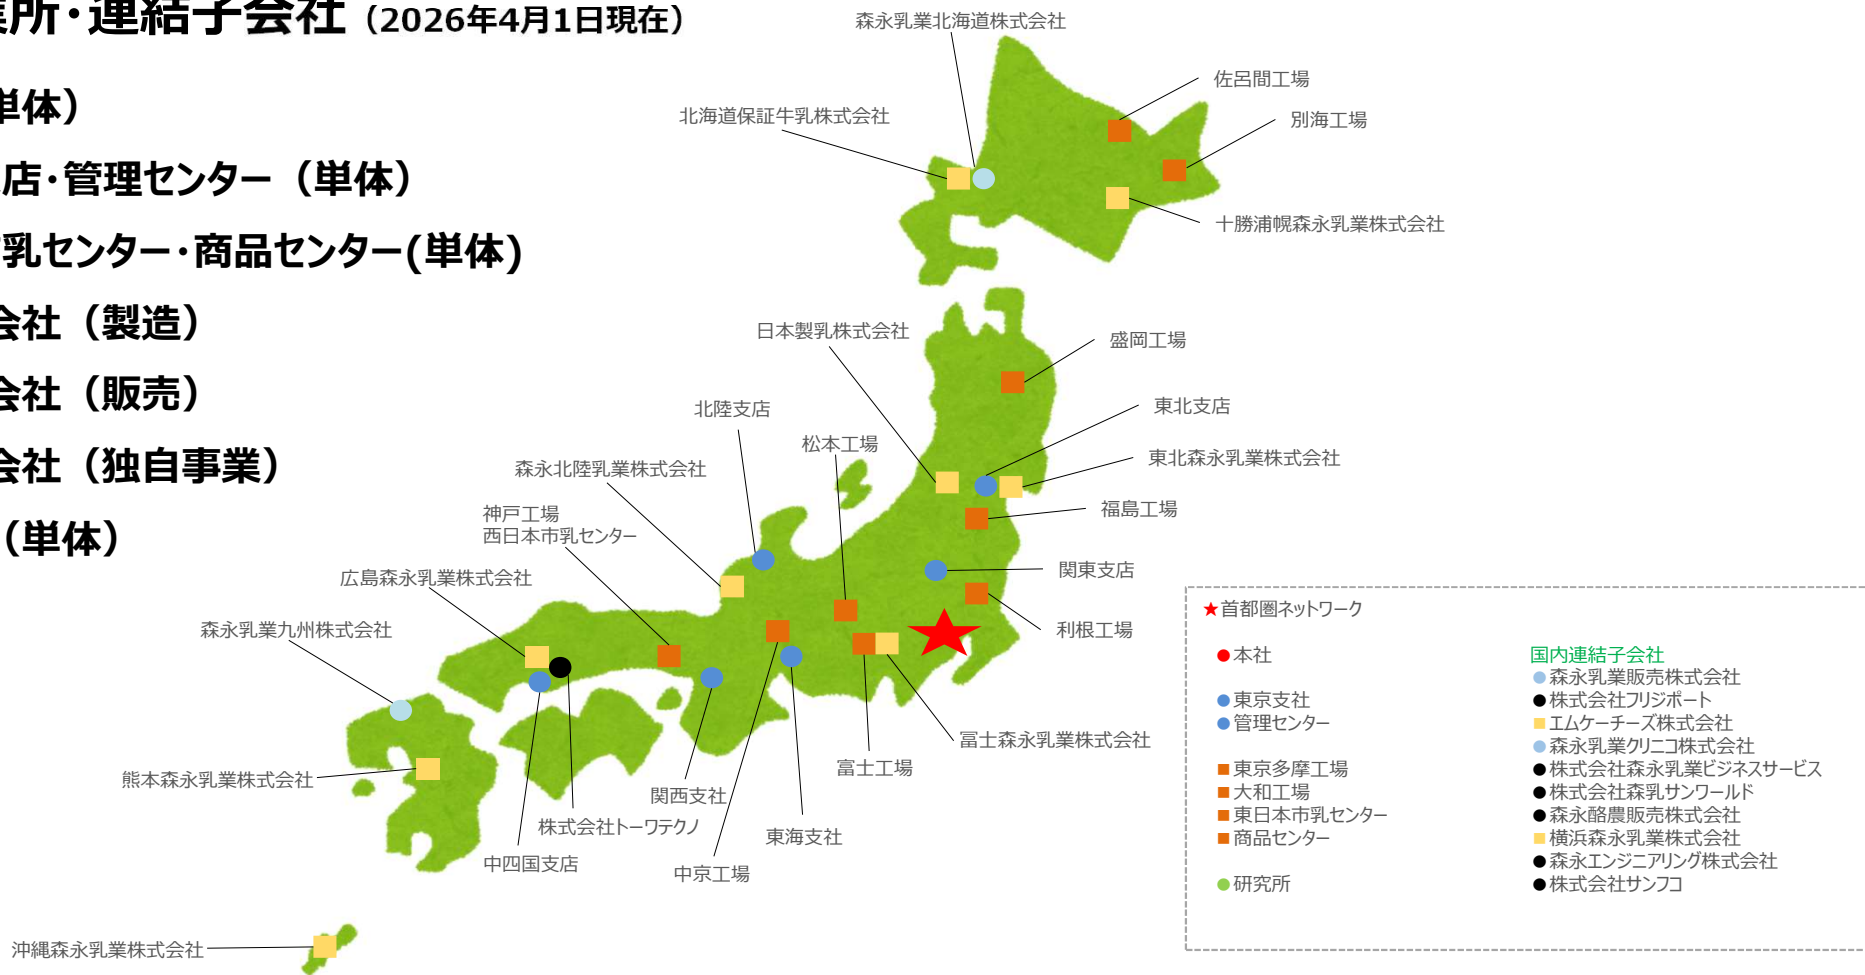 業所・連結子会社（2026年4月1日現在）
単体）
店・管理センター（単体）
乳センター・商品センター(単体)
会社（製造）
会社（販売）
会社（独自事業）
（単体）
森永乳業北海道株式会社
佐呂間工場
北海道保証牛乳株式会社
別海工場
十勝浦幌森永乳業株式会社
日本製乳株式会社
盛岡工場
北陸支店
東北支店
松本工場
森永北陸乳業株式会社
東北森永乳業株式会社
神戸工場
西日本市乳センター
福島工場
広島森永乳業株式会社
関東支店
森永乳業九州株式会社
利根工場
冨士森永乳業株式会社
富士工場
熊本森永乳業株式会社
関西支社
株式会社トーワテクノ
東海支社
中四国支店
中京工場
沖縄森永乳業株式会社
★首都圏ネットワーク
●本社
●東京支社
●管理センター
■東京多摩工場
■大和工場
■東日本市乳センター
■商品センター
●研究所
国内連結子会社
●森永乳業販売株式会社
●株式会社フリジポート
■エムケーチーズ株式会社
●森永乳業クリニコ株式会社
●株式会社森永乳業ビジネスサービス
●株式会社森乳サンワールド
●森永酪農販売株式会社
■横浜森永乳業株式会社
●森永エンジニアリング株式会社
●株式会社サンフコ